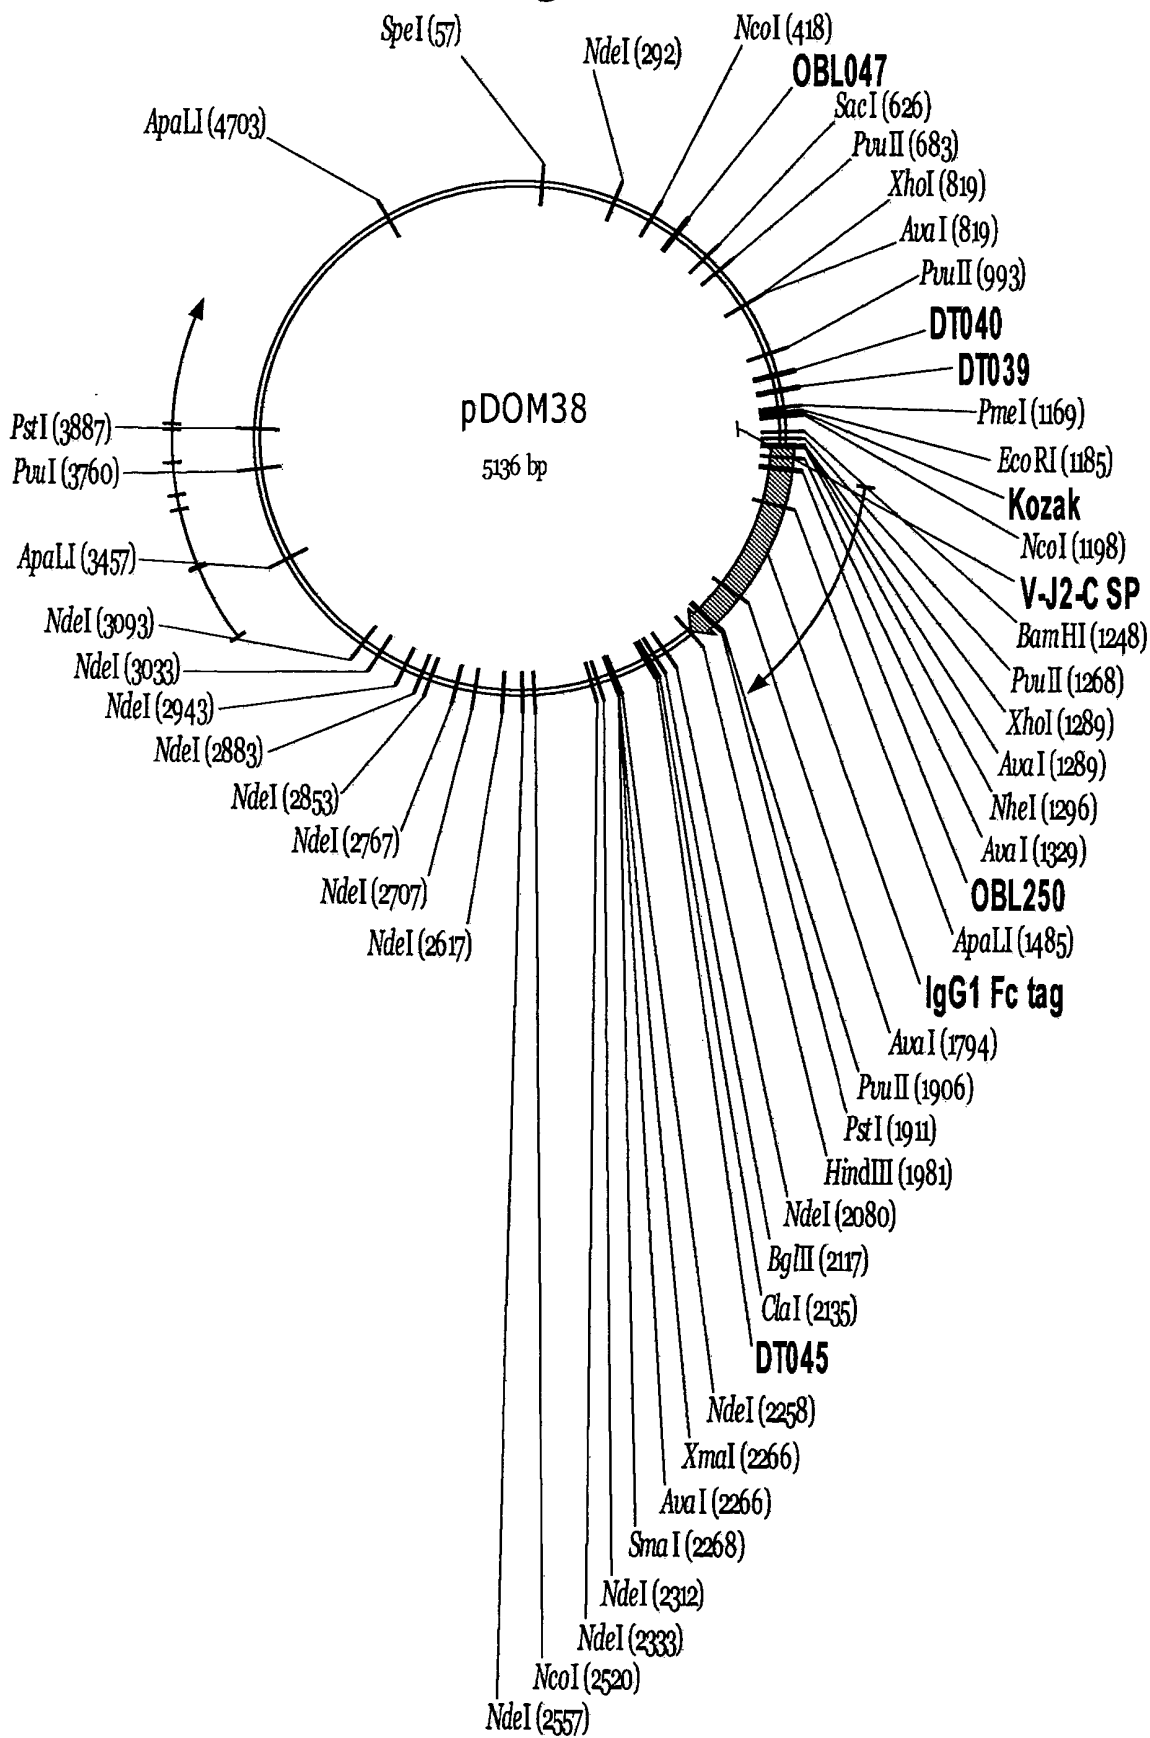 SpeI (57)
NdeI (292)
NcoI (418)
OBL047
SacI (626)
PvuII (683)
XhoI (819)
AvaI (819)
PvuII (993)
DT040
DT039
PmeI (1169)
EcoRI (1185)
Kozak
NcoI (1198)
V-J2-C SP
BamHI (1248)
PvuII (1268)
XhoI (1289)
AvaI (1289)
NheI (1296)
AvaI (1329)
OBL250
ApaLI (1485)
IgG1 Fc tag
AvaI (1794)
PvuII (1906)
PstI (1911)
HindIII (1981)
NdeI (2080)
BglII (2117)
ClaI (2135)
DT045
NdeI (2258)
XmaI (2266)
AvaI (2266)
SmaI (2268)
NdeI (2312)
NdeI (2333)
NcoI (2520)
NdeI (2557)
NdeI (2617)
NdeI (2707)
NdeI (2767)
NdeI (2853)
NdeI (2883)
NdeI (2943)
NdeI (3033)
NdeI (3093)
ApaLI (3457)
PvuI (3760)
PstI (3887)
ApaLI (4703)
pDOM38
5136 bp